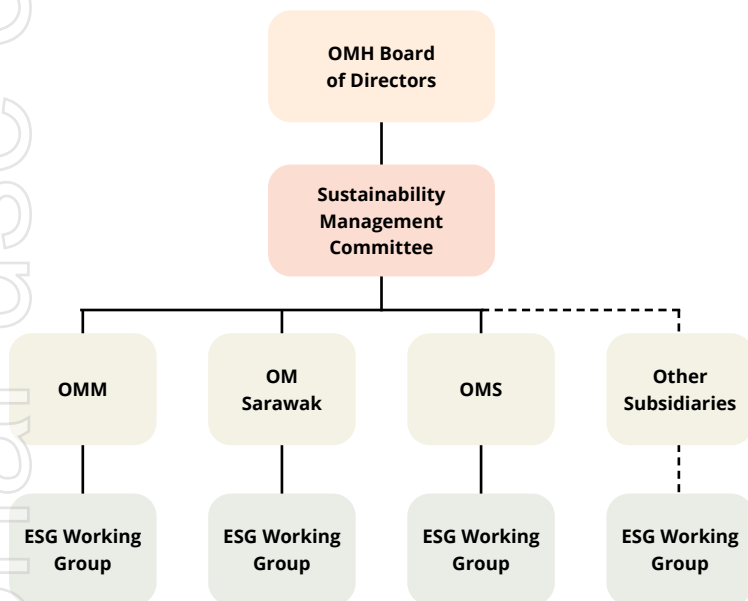 OMH Board
of Directors
Sustainability
Management
Committee
OMM
OM
Sarawak
OMS
Other
Subsidiaries
ESG Working
Group
ESG Working
Group
ESG Working
Group
ESG Working
Group